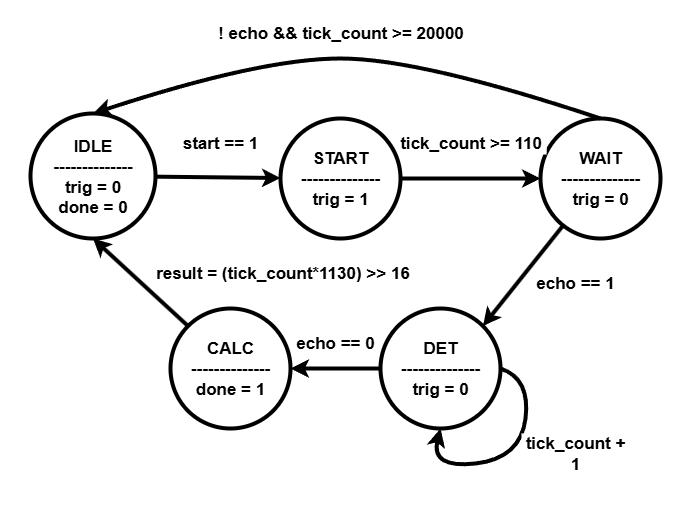 ! echo && tick_count >= 20000
IDLE
--------------
trig = 0
done = 0
start == 1
START
--------------
trig = 1
tick_count >= 110
WAIT
--------------
trig = 0
result = (tick_count*1130) >> 16
echo == 1
CALC
--------------
done = 1
echo == 0
DET
--------------
trig = 0
tick_count +
1